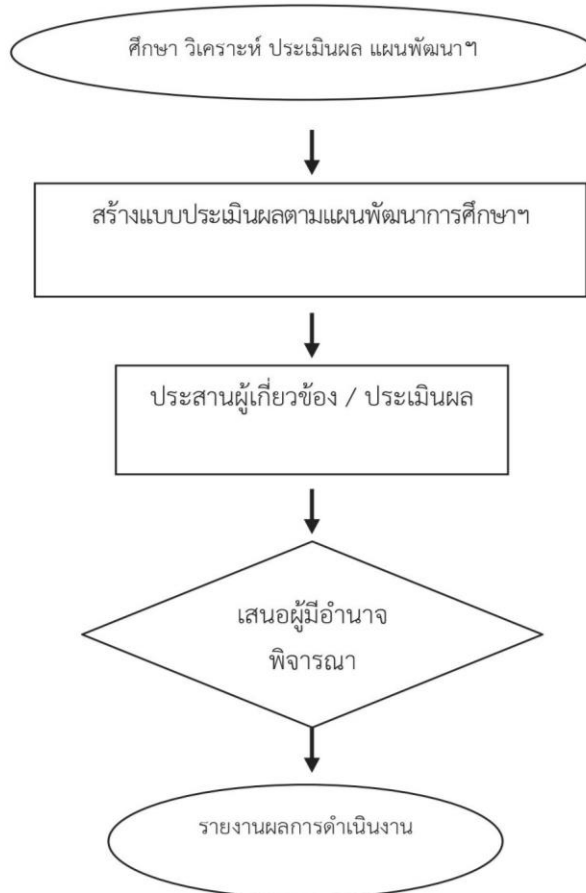 ศึกษา วิเคราะห์ ประเมินผล แผนพัฒนาฯ
สร้างแบบประเมินผลตามแผนพัฒนาการศึกษาฯ
ประสานผู้เกี่ยวข้อง / ประเมินผล
เสนอผู้มีอำนาจ
พิจารณา
รายงานผลการดำเนินงาน